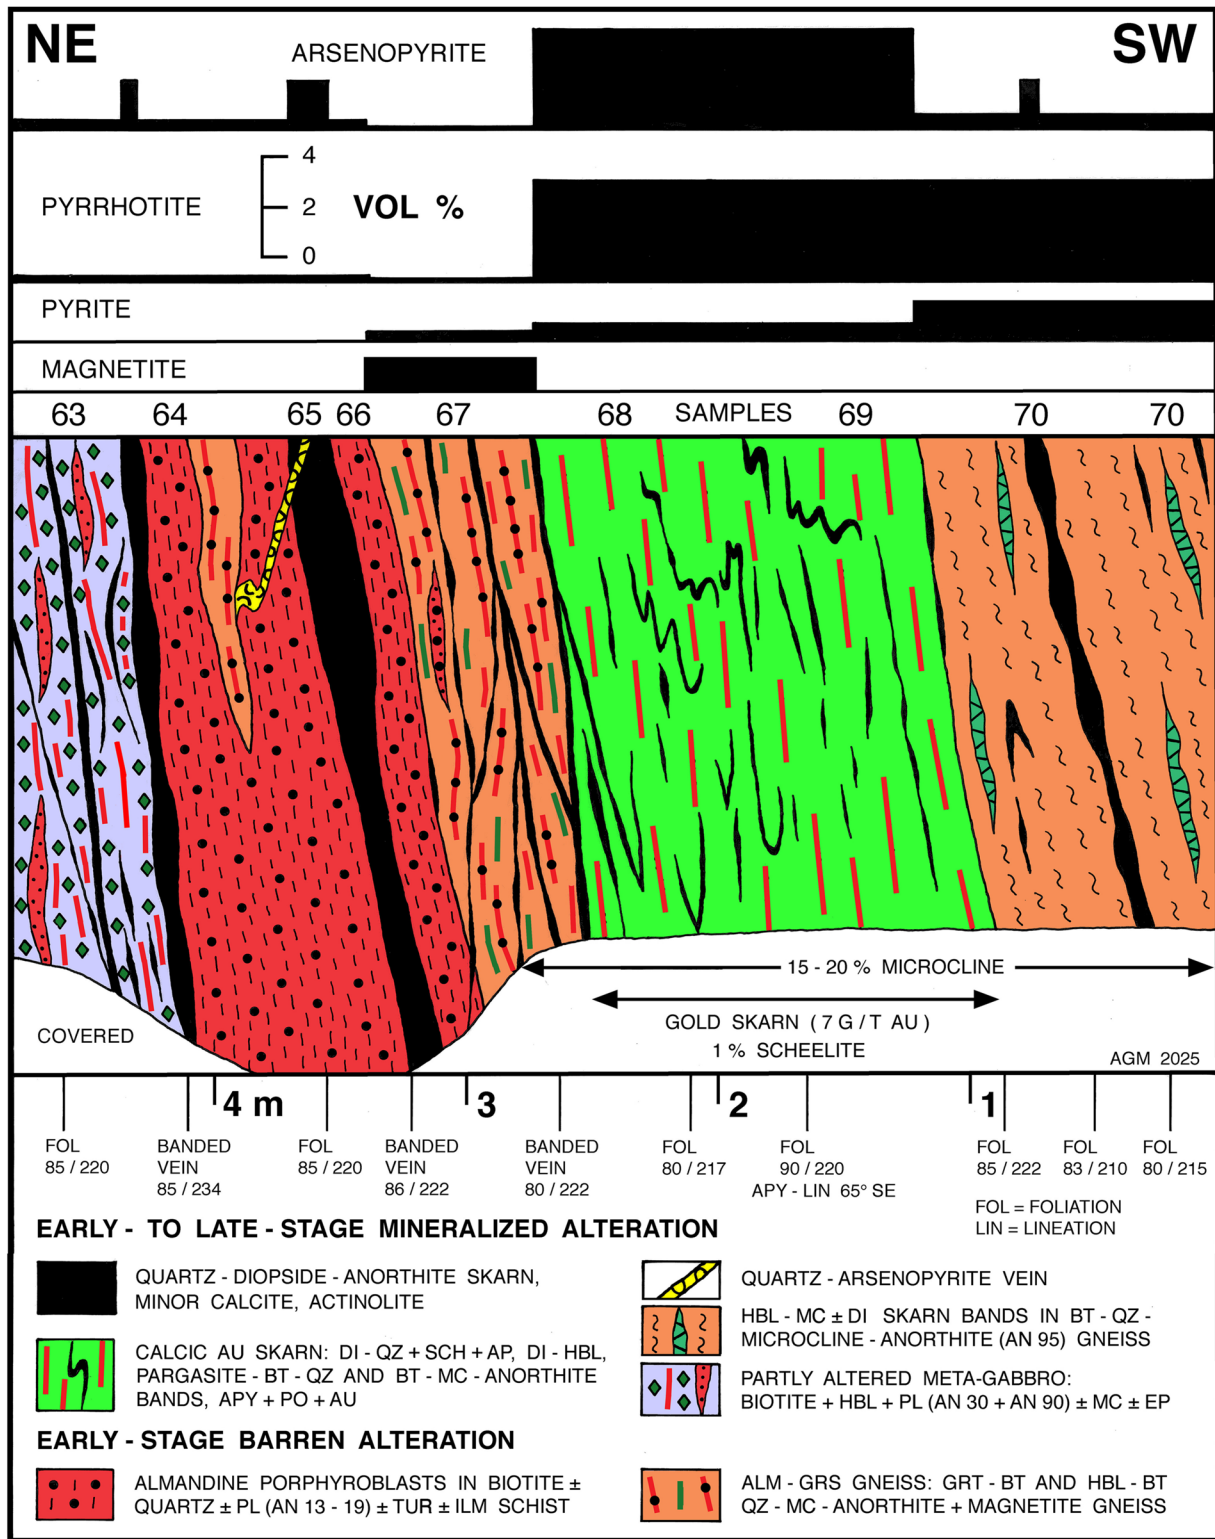 NE
ARSENOPYRITE
SW
PYRRHOTITE
4
2
0
VOL %
PYRITE
MAGNETITE
63 64 65 66 67 68 SAMPLES 69 70 70
15 - 20 % MICROCLINE
GOLD SKARN ( 7 G / T AU )
1 % SCHEELITE
COVERED
AGM 2025
4 m
3
2
1
FOL
85 / 220
BANDED
VEIN
85 / 234
FOL
85 / 220
BANDED
VEIN
86 / 222
BANDED
VEIN
80 / 222
FOL
80 / 217
FOL
90 / 220
APY - LIN 65° SE
FOL
85 / 222
FOL
83 / 210
FOL
80 / 215
FOL = FOLIATION
LIN = LINEATION
EARLY - TO LATE - STAGE MINERALIZED ALTERATION
QUARTZ - DIOPSIDE - ANORTHITE SKARN,
MINOR CALCITE, ACTINOLITE
CALCIC AU SKARN: DI - QZ + SCH + AP, DI - HBL,
PARGASITE - BT - QZ AND BT - MC - ANORTHITE
BANDS, APY + PO + AU
QUARTZ - ARSENOPYRITE VEIN
HBL - MC ± DI SKARN BANDS IN BT - QZ -
MICROCLINE - ANORTHITE (AN 95) GNEISS
PARTLY ALTERED META-GABBRO:
BIOTITE + HBL + PL (AN 30 + AN 90) ± MC ± EP
EARLY - STAGE BARREN ALTERATION
ALMANDINE PORPHYROBLASTS IN BIOTITE ±
QUARTZ ± PL (AN 13 - 19) ± TUR ± ILM SCHIST
ALM - GRS GNEISS: GRT - BT AND HBL - BT
QZ - MC - ANORTHITE + MAGNETITE GNEISS